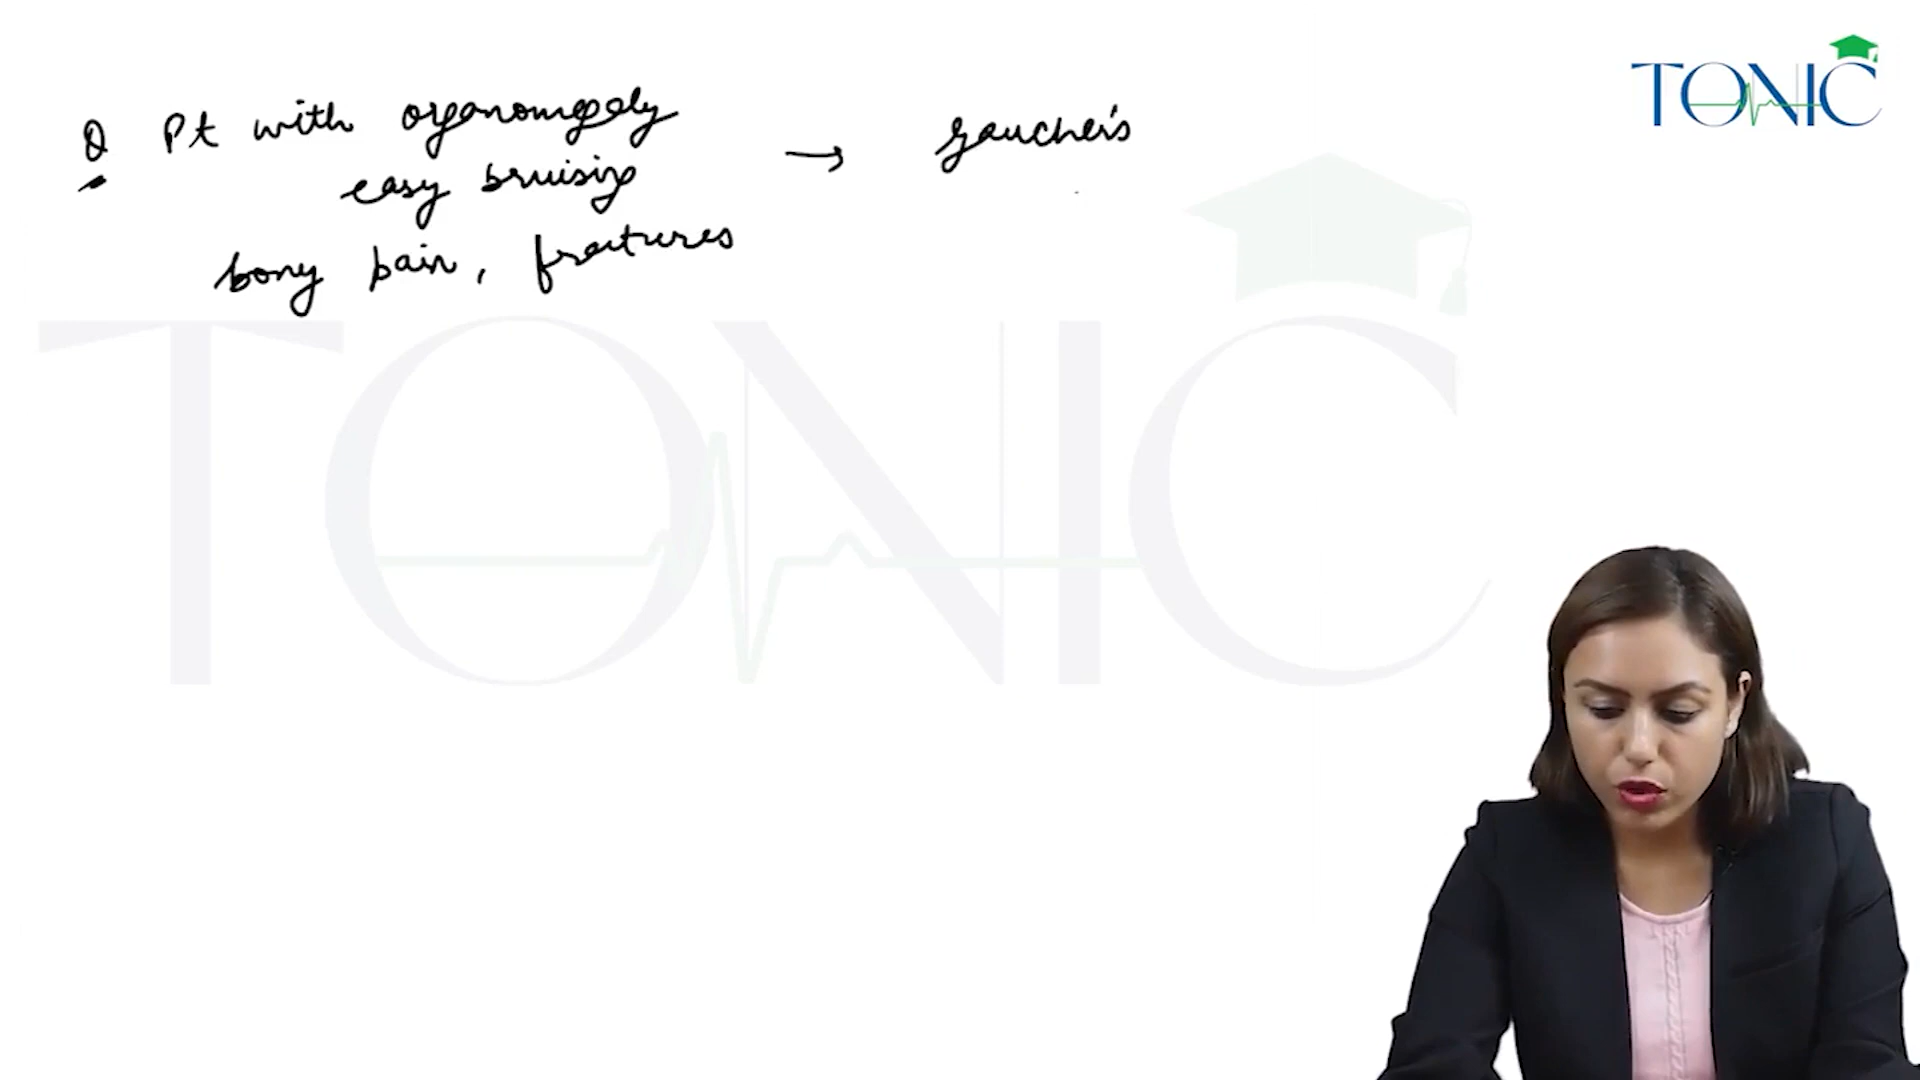 TONIC
Q Pt with organomegaly → Gaucher's
easy bruising
bony pain, fractures
TONIC